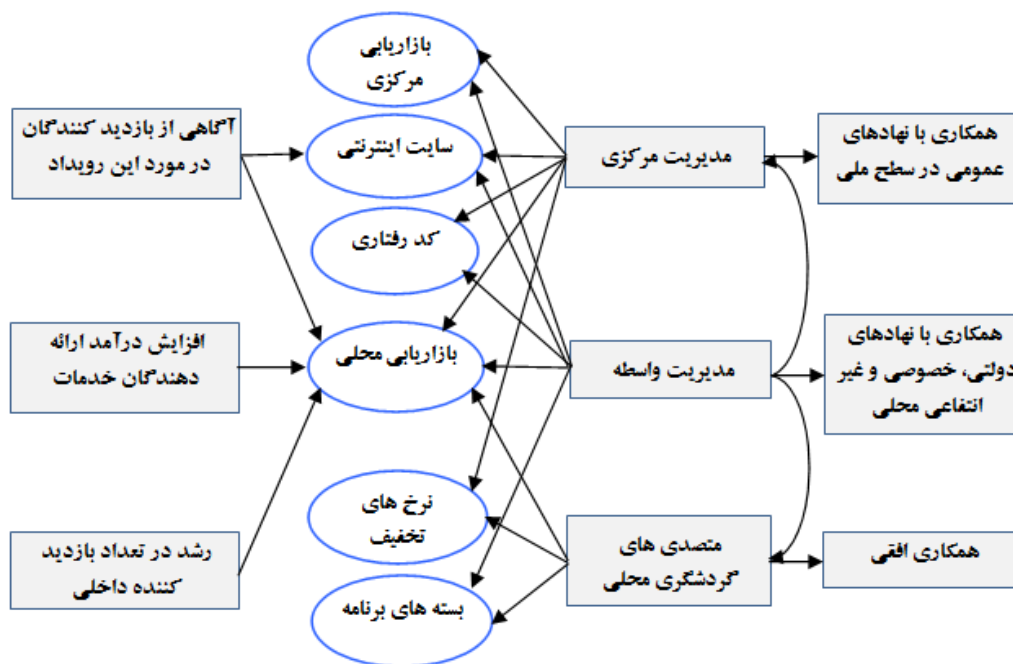 بازاریابی
مرکزی
آگاهی از بازدید کنندگان
در مورد این رویداد
سایت اینترنتی
مدیریت مرکزی
همکاری با نهادهای
عمومی در سطح ملی
کد رفتاری
افزایش درآمد ارائه
دهندگان خدمات
بازاریابی محلی
مدیریت واسطه
همکاری با نهادهای
دولتی، خصوصی و غیر
انتفاعی محلی
نرخ های
تخفیف
رشد در تعداد بازدید
کننده داخلی
متصدی های
گردشگری محلی
همکاری افقی
بسته های برنامه